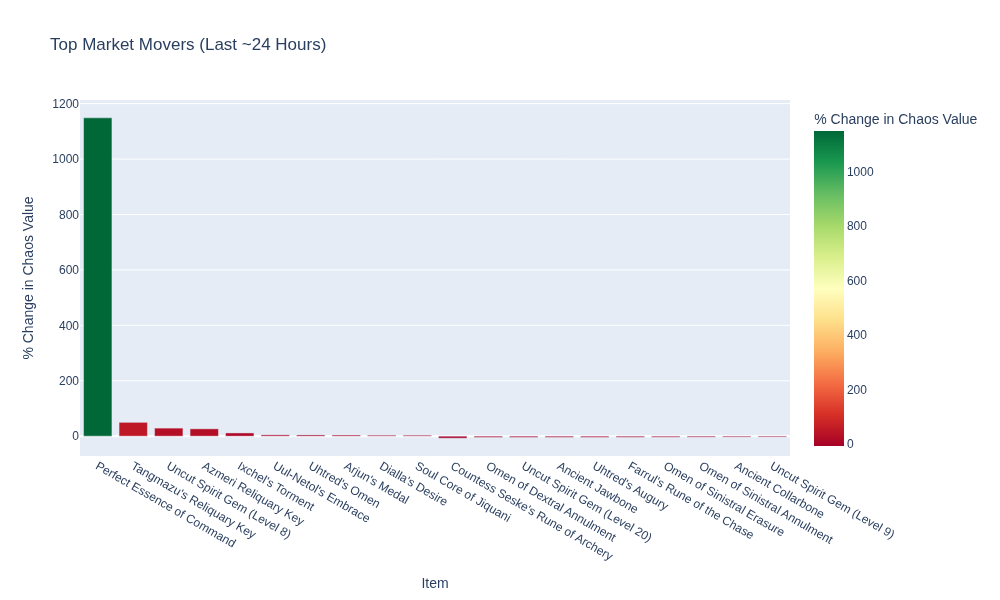 Top Market Movers (Last ~24 Hours)
% Change in Chaos Value
1200
1000
800
600
400
200
0
% Change in Chaos Value
1000
800
600
400
200
0
Perfect Essence of Command
Tangmazu's Reliquary Key
Uncut Spirit Gem (Level 8)
Azmeri Reliquary Key
Ixchel's Torment
Uul-Netol's Embrace
Uhtred's Omen
Arjun's Medal
Dialla's Desire
Soul Core of Jiquani
Countess Seske's Rune of Archery
Omen of Dextral Annulment
Uncut Spirit Gem (Level 20)
Ancient Jawbone
Uhtred's Augury
Farrul's Rune of the Chase
Omen of Sinistral Erasure
Omen of Sinistral Annulment
Ancient Collarbone
Uncut Spirit Gem (Level 9)
Item